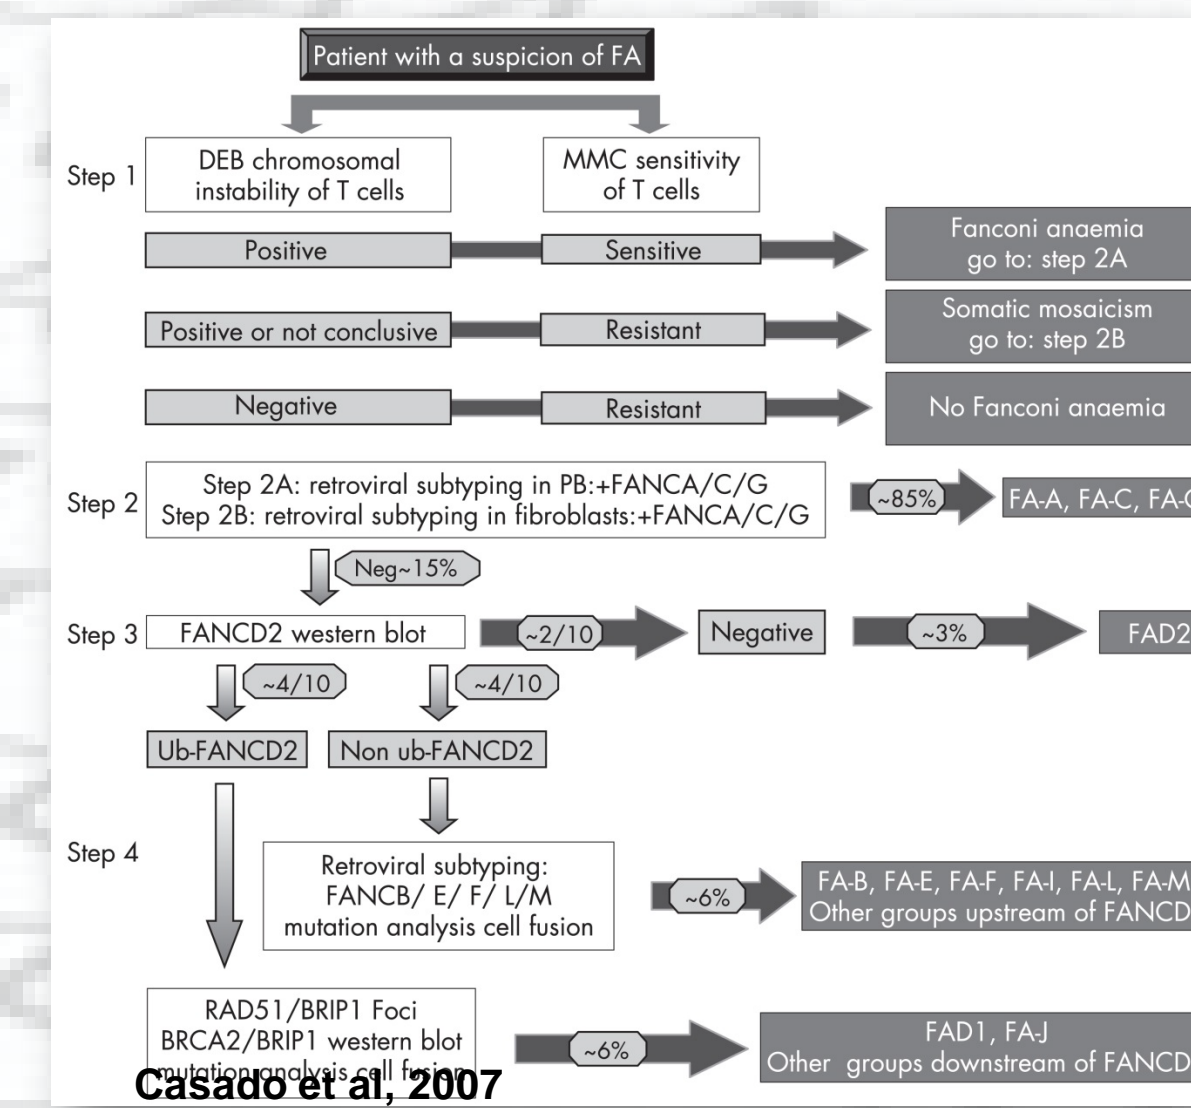 Patient with a suspicion of FA
Step 1
DEB chromosomal
instability of T cells
MMC sensitivity
of T cells
Positive
Sensitive
Fanconi anaemia
go to: step 2A
Positive or not conclusive
Resistant
Somatic mosaicism
go to: step 2B
Negative
Resistant
No Fanconi anaemia
Step 2
Step 2A: retroviral subtyping in PB:+FANCA/C/G
Step 2B: retroviral subtyping in fibroblasts:+FANCA/C/G
~85%
FA-A, FA-C,
Neg~15%
Step 3
FANCD2 western blot
~2/10
Negative
~3%
FAD2
~4/10
~4/10
Ub-FANCD2
Non ub-FANCD2
Step 4
Retroviral subtyping:
FANCB/ E/ F/ L/M
mutation analysis cell fusion
~6%
FA-B, FA-E, FA-F, FA-I, FA-L, FA-M
Other groups upstream of FANCD
RAD51/BRIP1 Foci
BRCA2/BRIP1 western blot
mutation analysis cell fusion
~6%
FAD1, FA-J
Other groups downstream of FANCD
Casado et al, 2007